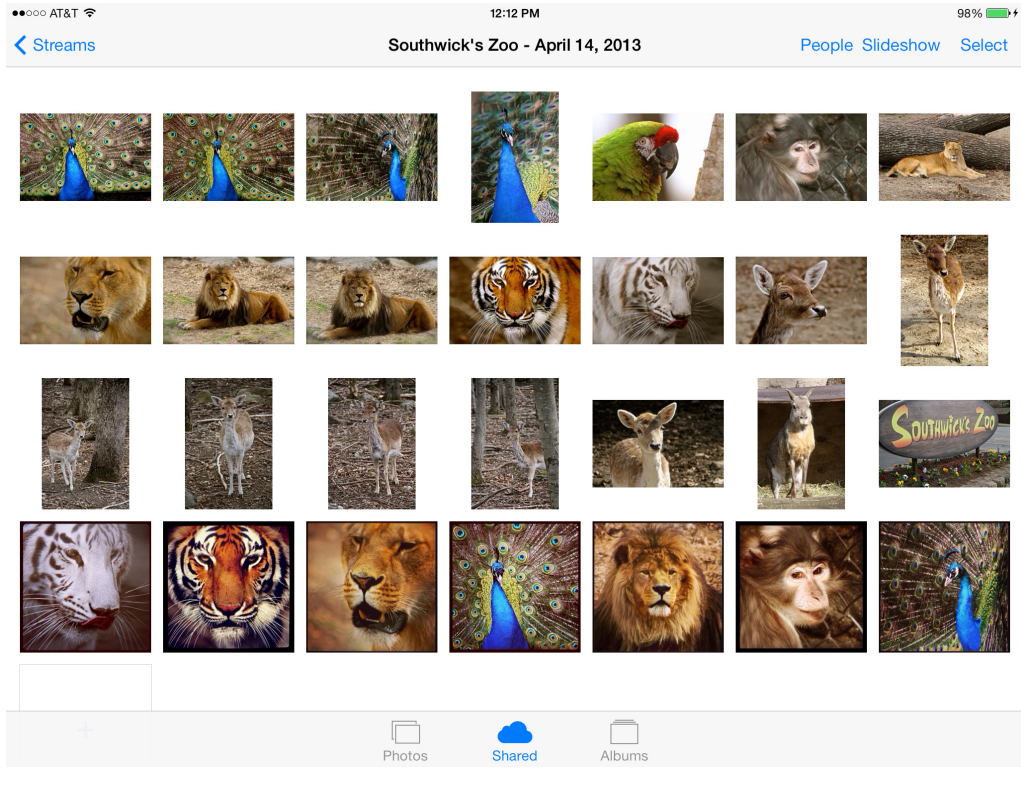 AT&T
12:12 PM
98%
Streams
Southwick's Zoo - April 14, 2013
People
Slideshow
Select
SOUTHWICK'S ZOO
Photos
Shared
Albums